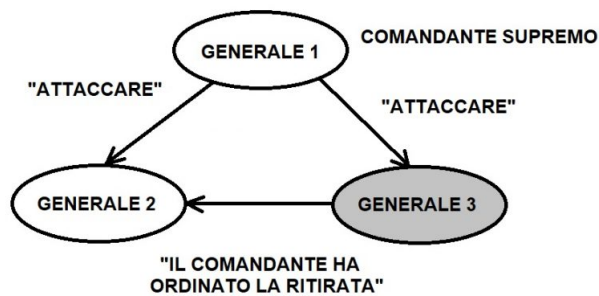 GENERALE 1
COMANDANTE SUPREMO
"ATTACCARE"
"ATTACCARE"
GENERALE 2
GENERALE 3
"IL COMANDANTE HA
ORDINATO LA RITIRATA"